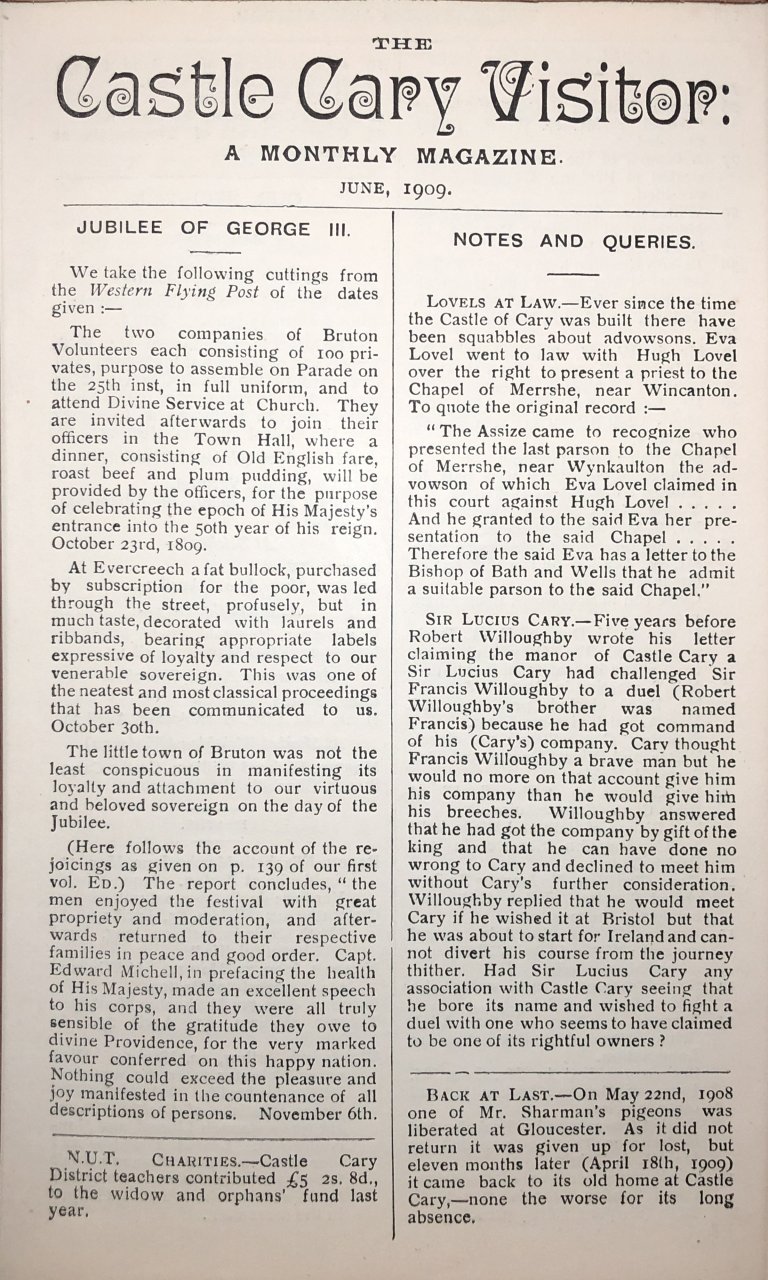 THE
Castle Cary Visitor:
A MONTHLY MAGAZINE.
JUNE, 1909.
JUBILEE OF GEORGE III.
We take the following cuttings from
the Western Flying Post of the dates
given :—
The two companies of Bruton
Volunteers each consisting of 100 pri-
vates, purpose to assemble on Parade on
the 25th inst, in full uniform, and to
attend Divine Service at Church. They
are invited afterwards to join their
officers in the Town Hall, where a
dinner, consisting of Old English fare,
roast beef and plum pudding, will be
provided by the officers, for the purpose
of celebrating the epoch of His Majesty's
entrance into the 50th year of his reign.
October 23rd, 1809.
At Evercreech a fat bullock, purchased
by subscription for the poor, was led
through the street, profusely, but in
much taste, decorated with laurels and
ribbands, bearing appropriate labels
expressive of loyalty and respect to our
venerable sovereign. This was one of
the neatest and most classical proceedings
that has been communicated to us.
October 30th.
The little town of Bruton was not the
least conspicuous in manifesting its
loyalty and attachment to our virtuous
and beloved sovereign on the day of the
Jubilee.
(Here follows the account of the re-
joicings as given on p. 139 of our first
vol. ED.) The report concludes, " the
men enjoyed the festival with great
propriety and moderation, and after-
wards returned to their respective
families in peace and good order. Capt.
Edward Michell, in prefacing the health
of His Majesty, made an excellent speech
to his corps, and they were all truly
sensible of the gratitude they owe to
divine Providence, for the very marked
favour conferred on this happy nation.
Nothing could exceed the pleasure and
joy manifested in the countenance of all
descriptions of persons. November 6th.
N.U.T. CHARITIES.—Castle Cary
District teachers contributed £5 2s. 8d.,
to the widow and orphans' fund last
year.
NOTES AND QUERIES.
LOVELS AT LAW.—Ever since the time
the Castle of Cary was built there have
been squabbles about advowsons. Eva
Lovel went to law with Hugh Lovel
over the right to present a priest to the
Chapel of Merrshe, near Wincanton.
To quote the original record :—
" The Assize came to recognize who
presented the last parson to the Chapel
of Merrshe, near Wynkaulton the ad-
vowson of which Eva Lovel claimed in
this court against Hugh Lovel . . . . .
And he granted to the said Eva her pre-
sentation to the said Chapel . . . . .
Therefore the said Eva has a letter to the
Bishop of Bath and Wells that he admit
a suitable parson to the said Chapel."
SIR LUCIUS CARY.—Five years before
Robert Willoughby wrote his letter
claiming the manor of Castle Cary a
Sir Lucius Cary had challenged Sir
Francis Willoughby to a duel (Robert
Willoughby's brother was named
Francis) because he had got command
of his (Cary's) company. Cary thought
Francis Willoughby a brave man but he
would no more on that account give him
his company than he would give him
his breeches. Willoughby answered
that he had got the company by gift of the
king and that he can have done no
wrong to Cary and declined to meet him
without Cary's further consideration.
Willoughby replied that he would meet
Cary if he wished it at Bristol but that
he was about to start for Ireland and can-
not divert his course from the journey
thither. Had Sir Lucius Cary any
association with Castle Cary seeing that
he bore its name and wished to fight a
duel with one who seems to have claimed
to be one of its rightful owners ?
BACK AT LAST.—On May 22nd, 1908
one of Mr. Sharman's pigeons was
liberated at Gloucester. As it did not
return it was given up for lost, but
eleven months later (April 18th, 1909)
it came back to its old home at Castle
Cary,—none the worse for its long
absence.